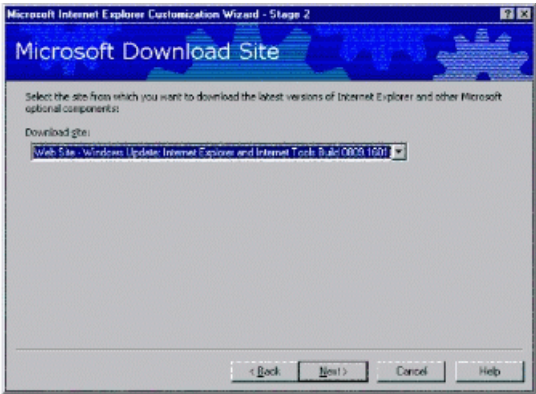 Microsoft Internet Explorer Customization Wizard - Stage 2
Microsoft Download Site
Select the site from which you want to download the latest versions of Internet Explorer and other Microsoft
optional components:
Download site:
Web Site - Windows Update: Internet Explorer and Internet Tools Build 0809.1601
< Back
Next >
Cancel
Help